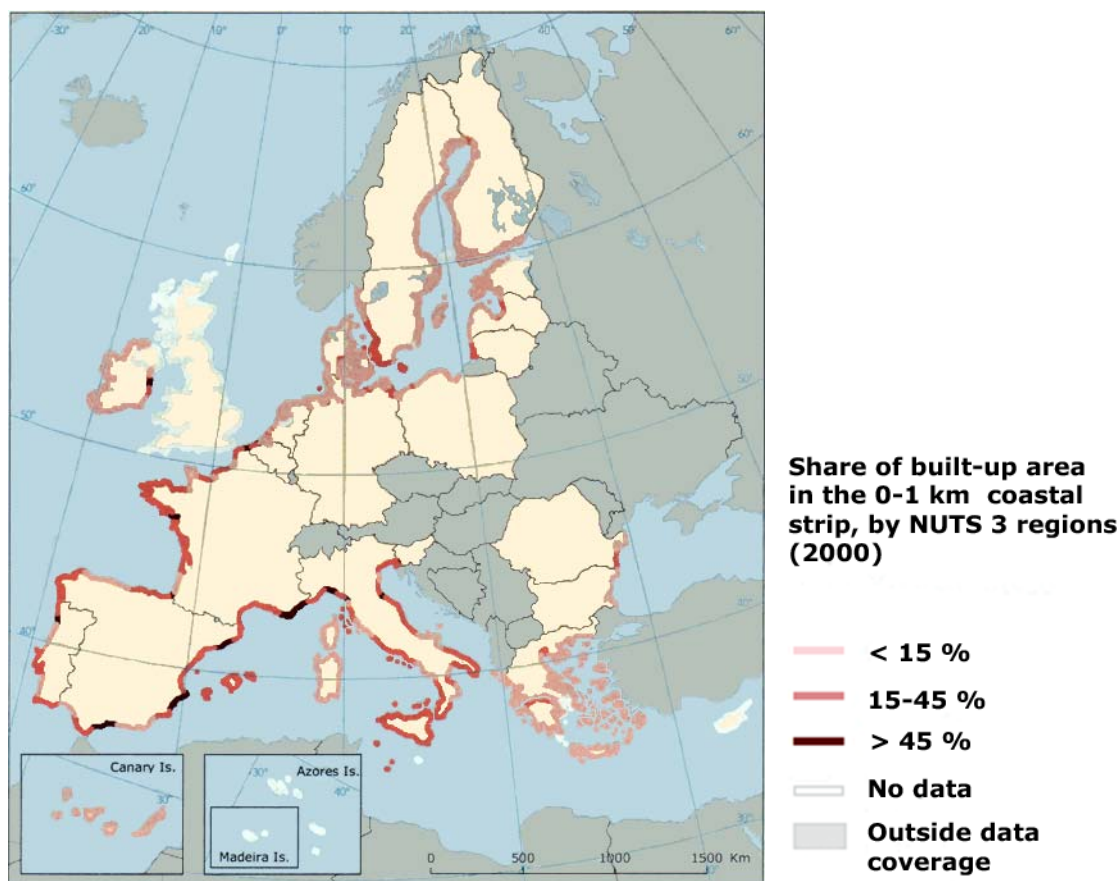 -30°
-20°
-10°
0°
10°
20°
30°
40°
50°
60°
60°
60°
50°
50°
40°
40°
30°
Share of built-up area
in the 0-1 km coastal
strip, by NUTS 3 regions
(2000)
< 15 %
15-45 %
> 45 %
No data
Outside data
coverage
Canary Is.
30°
Azores Is.
-30°
40°
Madeira Is.
0 500 1000 1500 Km